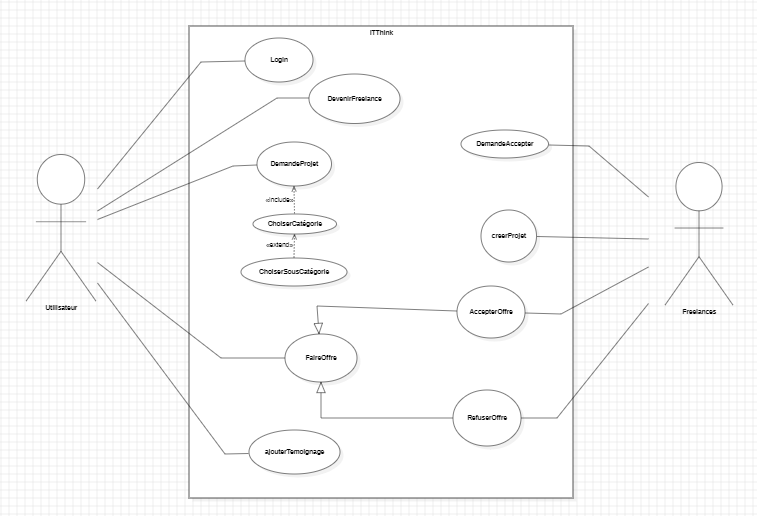 ITThink
Login
DevenirFreelance
DemandeProjet
DemandeAccepter
«include»
ChoiserCatégorie
creerProjet
«extend»
ChoiserSousCatégorie
Utilisateur
AccepterOffre
Freelances
FaireOffre
RefuserOffre
ajouterTemoignage